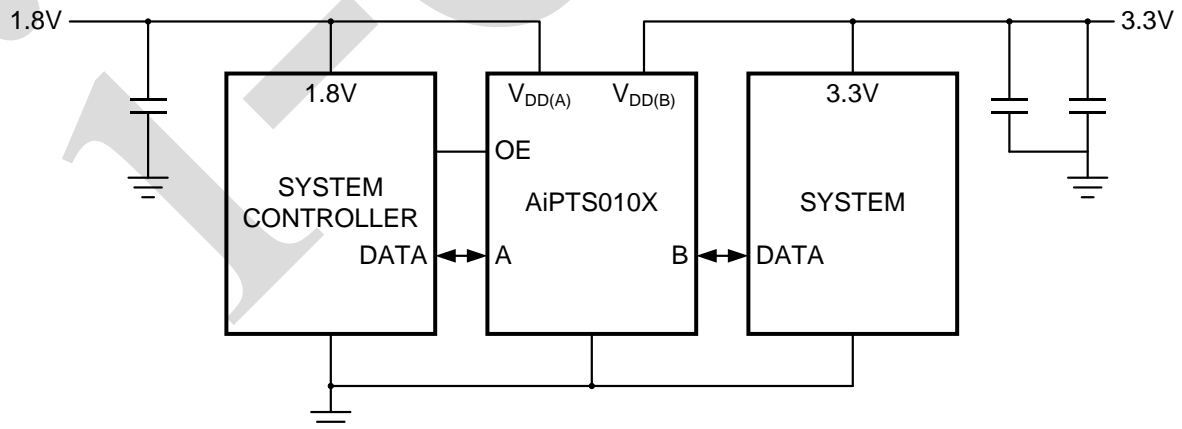 1.8V
3.3V
1.8V
V_DD(A) V_DD(B)
3.3V
OE
SYSTEM
CONTROLLER
AiPTS010X
SYSTEM
DATA
A
B
DATA